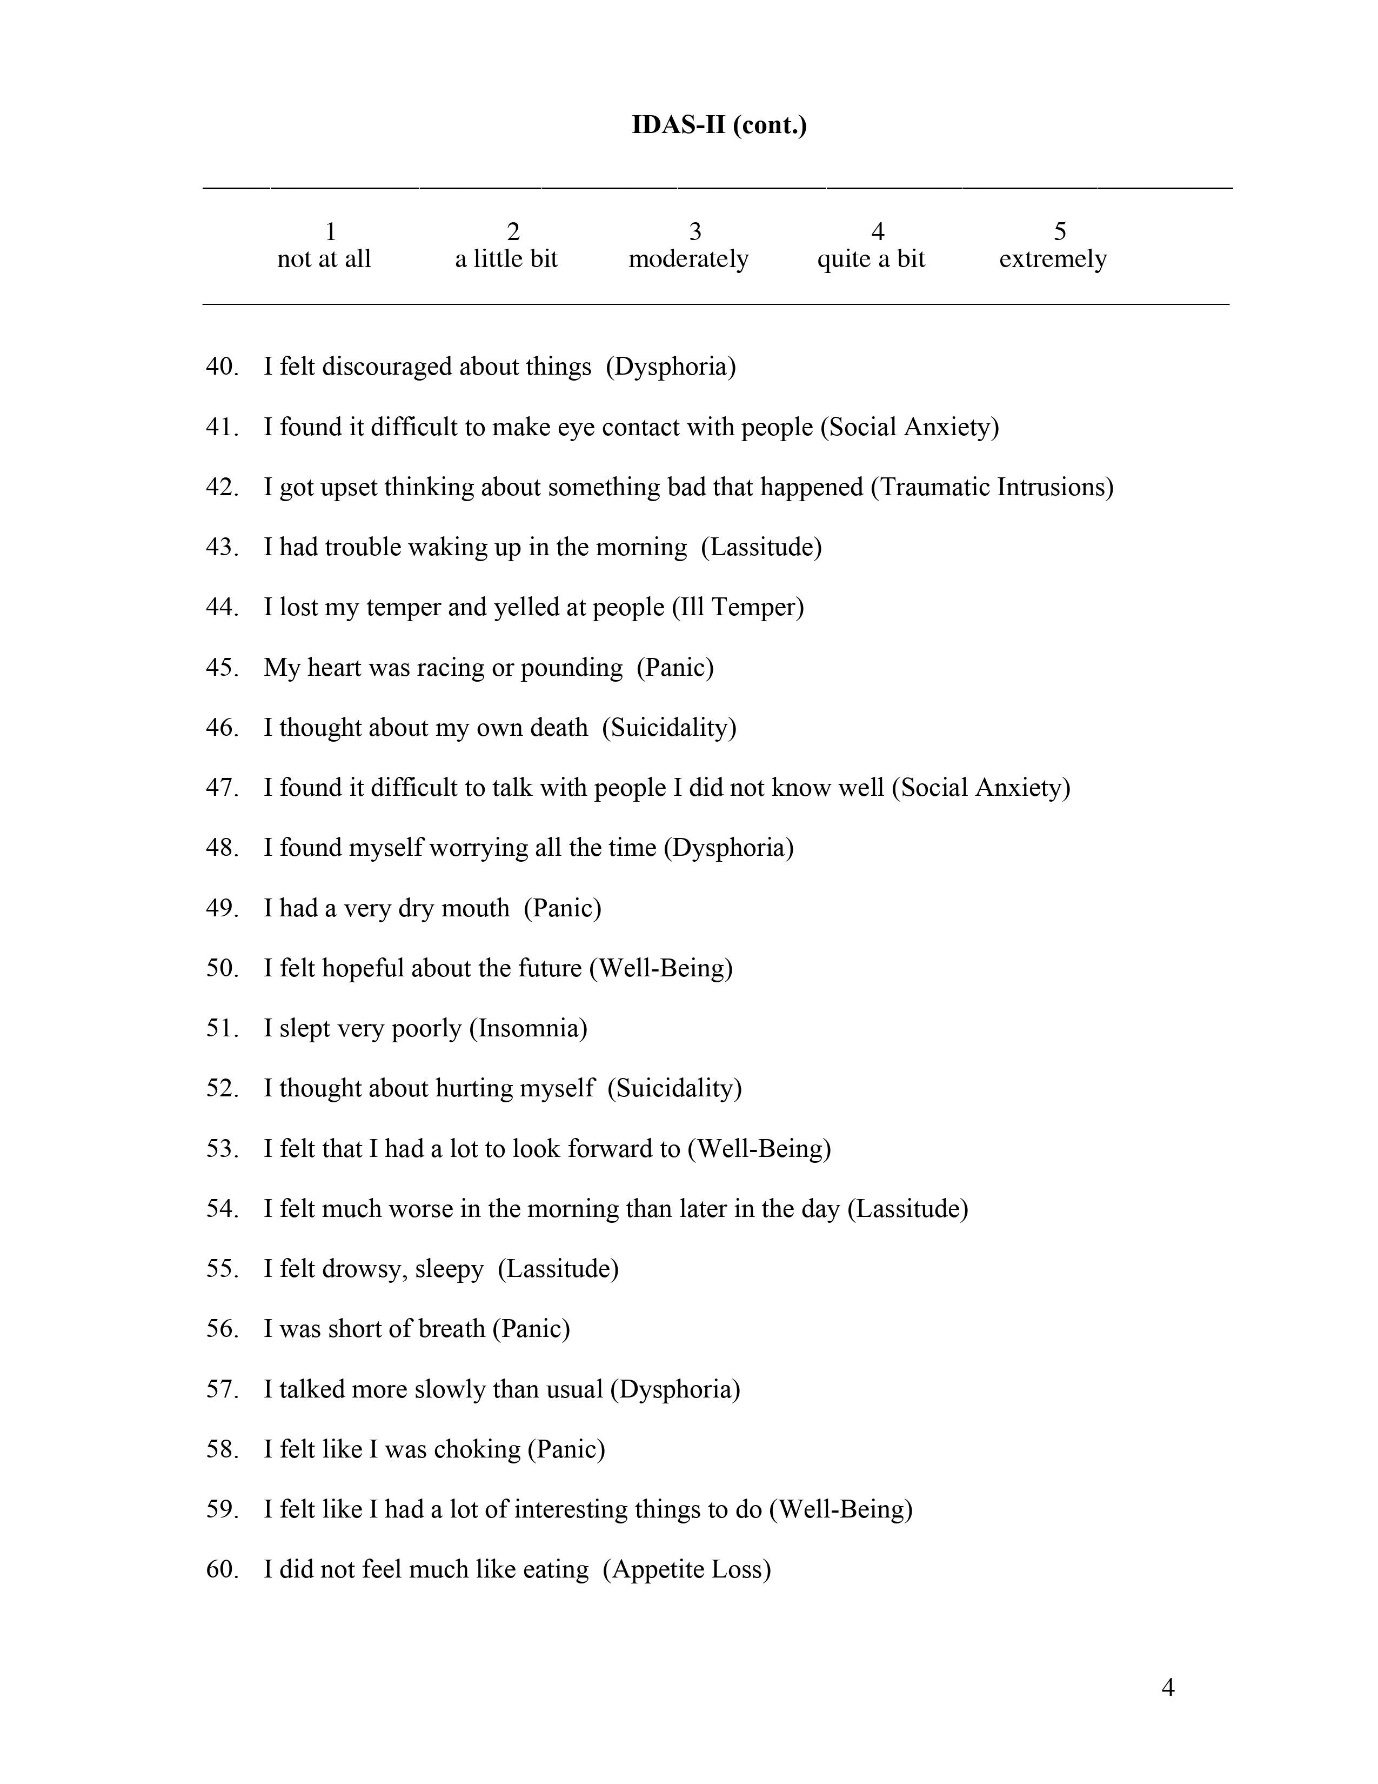 IDAS-II (cont.)
1 2 3 4 5
not at all a little bit moderately quite a bit extremely
40. I felt discouraged about things (Dysphoria)
41. I found it difficult to make eye contact with people (Social Anxiety)
42. I got upset thinking about something bad that happened (Traumatic Intrusions)
43. I had trouble waking up in the morning (Lassitude)
44. I lost my temper and yelled at people (Ill Temper)
45. My heart was racing or pounding (Panic)
46. I thought about my own death (Suicidality)
47. I found it difficult to talk with people I did not know well (Social Anxiety)
48. I found myself worrying all the time (Dysphoria)
49. I had a very dry mouth (Panic)
50. I felt hopeful about the future (Well-Being)
51. I slept very poorly (Insomnia)
52. I thought about hurting myself (Suicidality)
53. I felt that I had a lot to look forward to (Well-Being)
54. I felt much worse in the morning than later in the day (Lassitude)
55. I felt drowsy, sleepy (Lassitude)
56. I was short of breath (Panic)
57. I talked more slowly than usual (Dysphoria)
58. I felt like I was choking (Panic)
59. I felt like I had a lot of interesting things to do (Well-Being)
60. I did not feel much like eating (Appetite Loss)
4